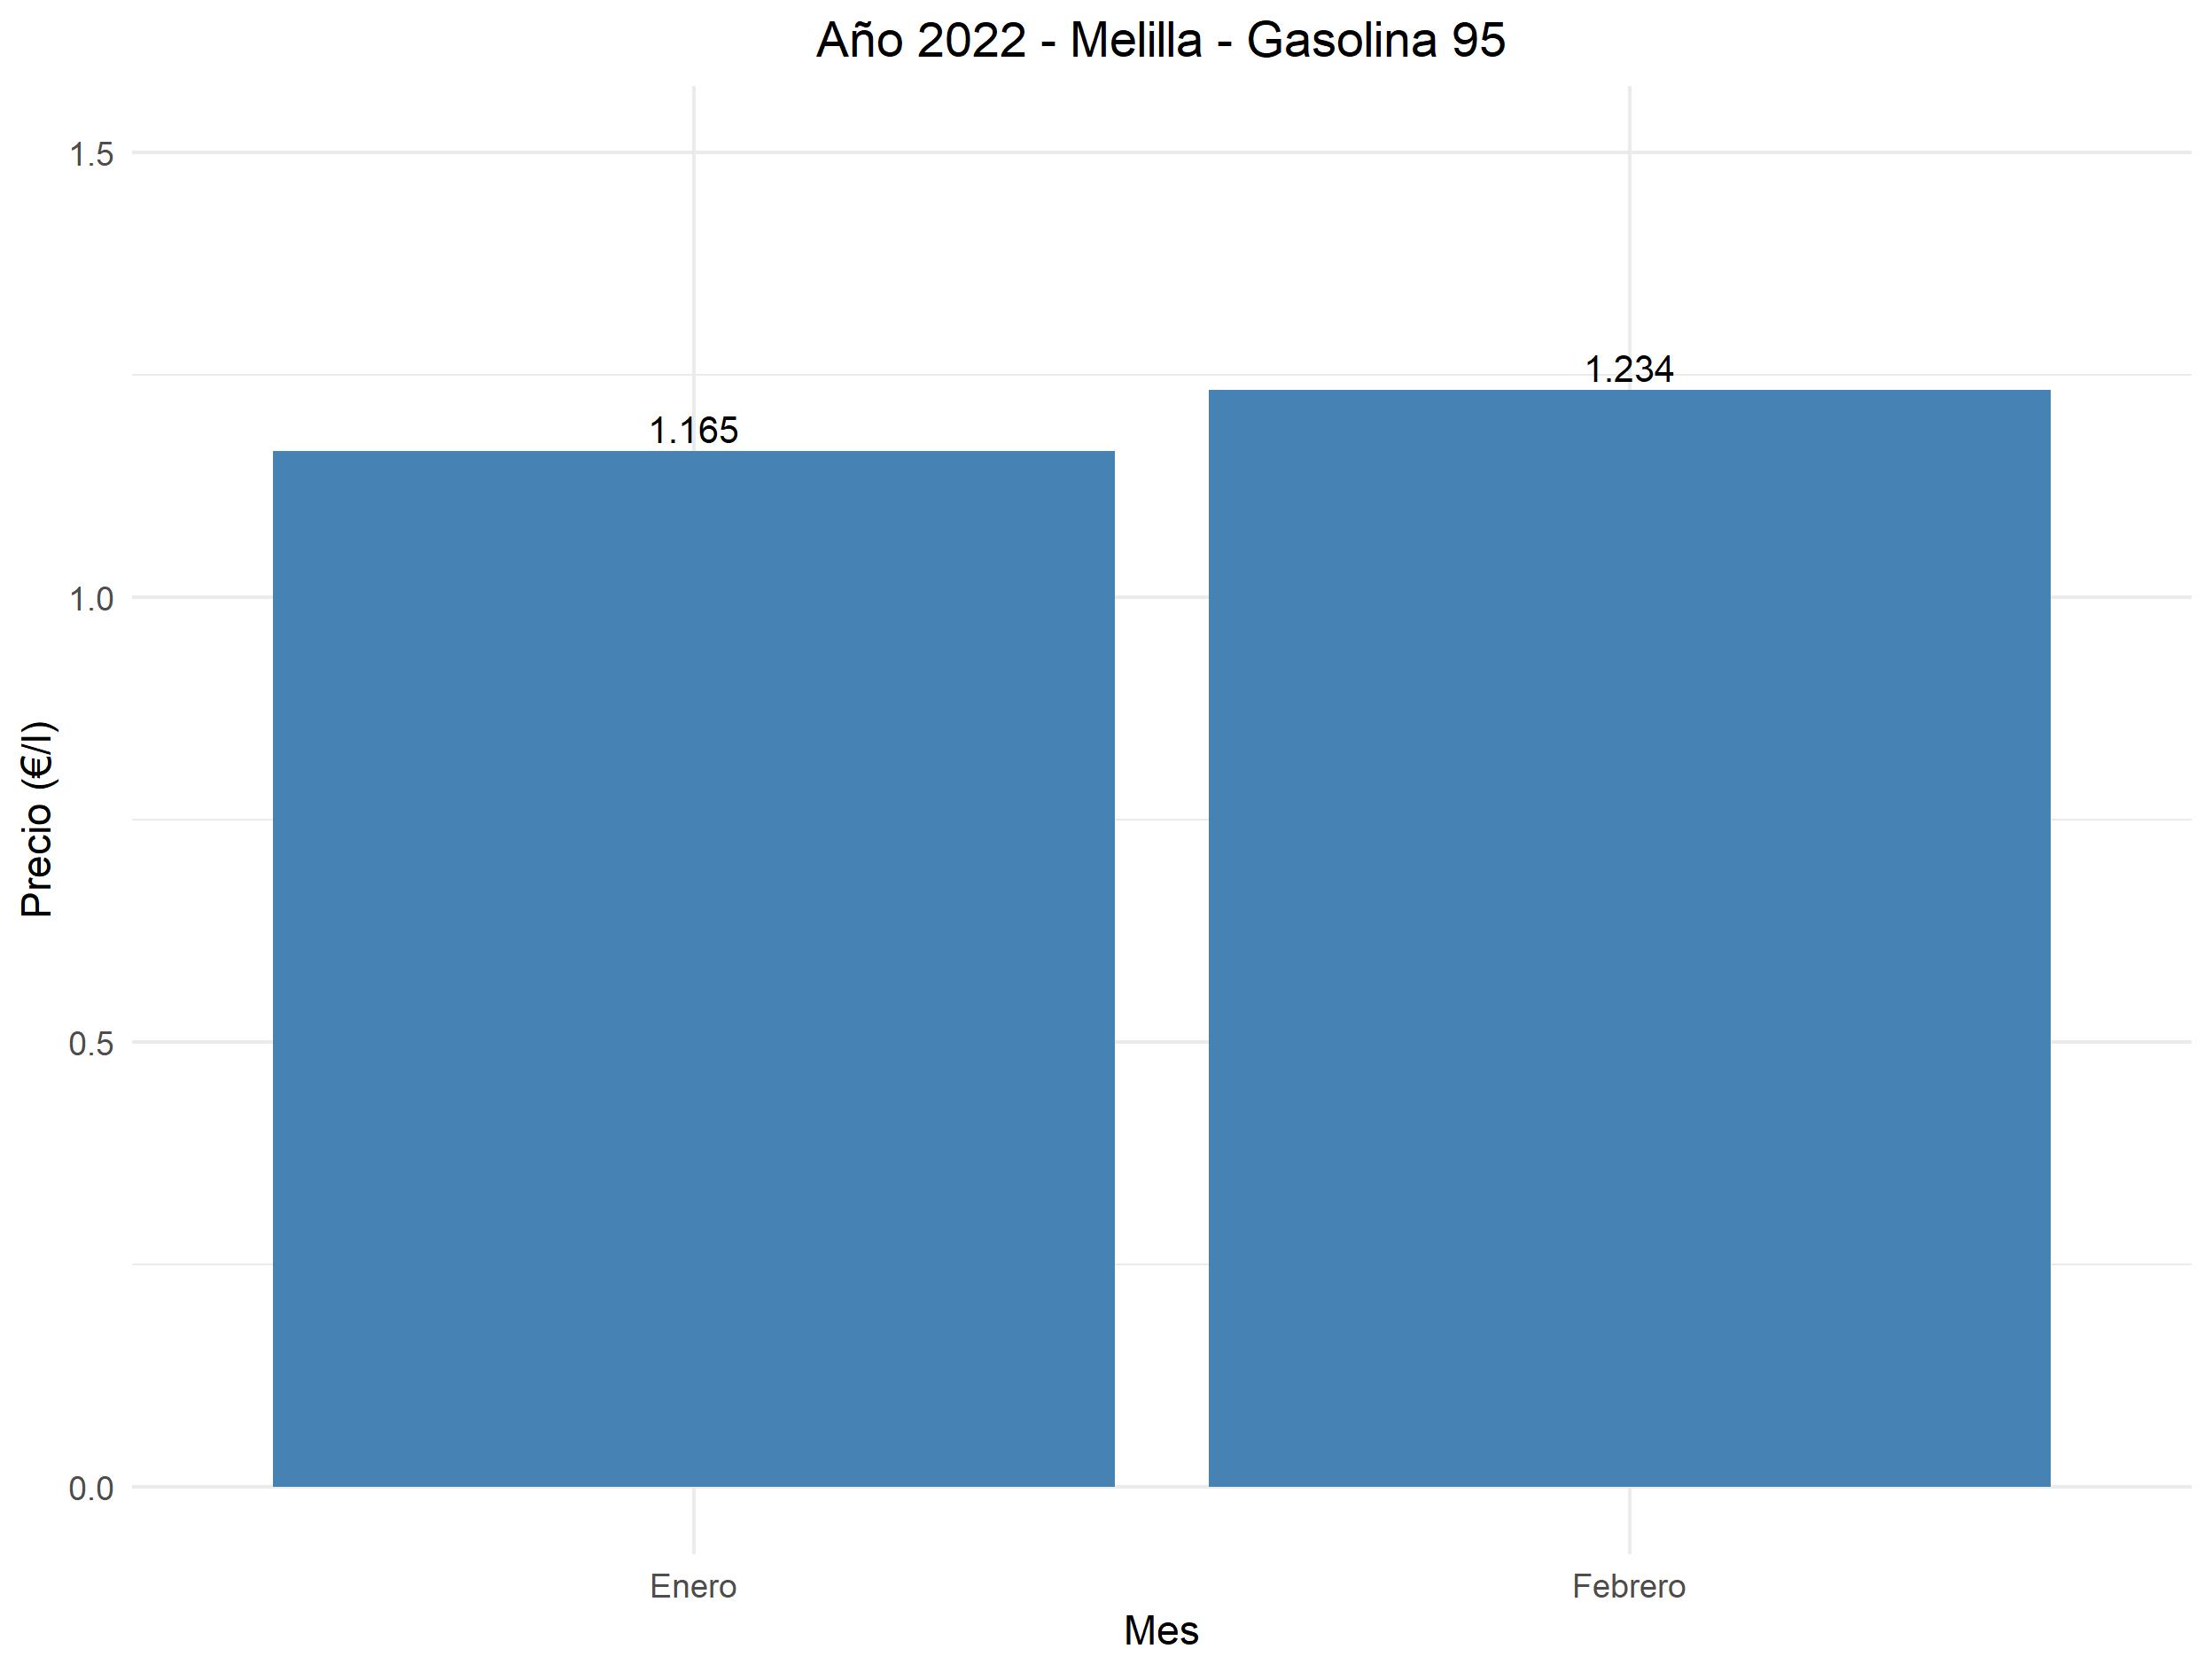 Año 2022 - Melilla - Gasolina 95
1.5
1.234
1.165
1.0
Precio (€/l)
0.5
0.0
Enero
Febrero
Mes